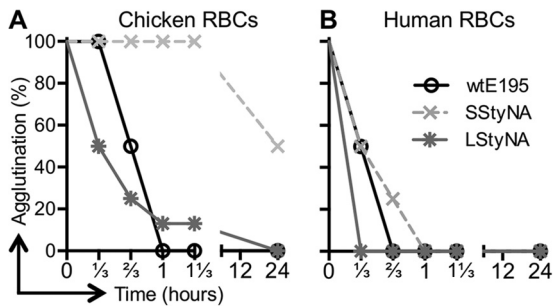 A Chicken RBCs
B Human RBCs
Agglutination (%)
100
80
60
40
20
0
wtE195
SStyNA
LStyNA
0 ⅓ ⅔ 1 1⅓ 12 24
0 ⅓ ⅔ 1 1⅓ 12 24
Time (hours)